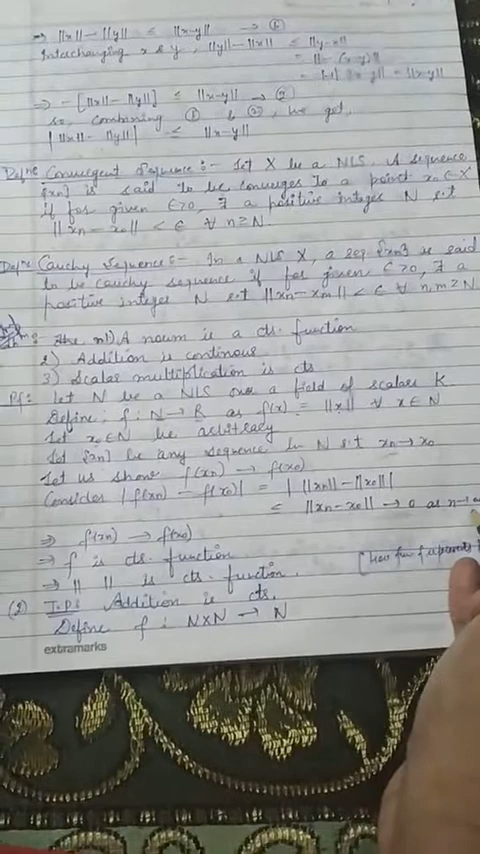 ⇒ ||x|| - ||y|| ≤ ||x-y|| → ①
Interchanging x & y, ||y|| - ||x|| ≤ ||y-x||
= ||-(x-y)||
= |-1| ||x-y|| = ||x-y||
⇒ -[||x|| - ||y||] ≤ ||x-y|| → ②
so combining ① & ②, we get,
| ||x|| - ||y|| | ≤ ||x-y||
Defⁿᵉ Convergent Sequence :- Let X be a NLS. A sequence
{xn} is said to be converges to a point x₀ ∈ X
if for given ∈>0, ∃ a positive integer N s.t
||xn - x₀|| < ∈ ∀ n ≥ N.
Defⁿᵉ Cauchy Sequence :- In a NLS X, a seq {xn} is said
to be cauchy sequence if for given ∈>0, ∃ a
positive integer N s.t ||xn - xm|| < ∈ ∀ n, m ≥ N
1) A norm is a cts. function
2) Addition is continous
3) Scalar multiplication is cts
Pf: Let N be a NLS over a field of scalars K
Define : f : N → R as f(x) = ||x|| ∀ x ∈ N
Let x₀ ∈ N be arbitrary
Let {xn} be any sequence in N s.t xn → x₀
Let us show f(xn) → f(x₀)
Consider |f(xn) - f(x₀)| = | ||xn|| - ||x₀|| |
≤ ||xn - x₀|| → 0 as n →
⇒ f(xn) → f(x₀)
⇒ f is cts. function
⇒ || || is cts. function.
(2) T.P: Addition is cts.
Define f : N×N → N
extramarks